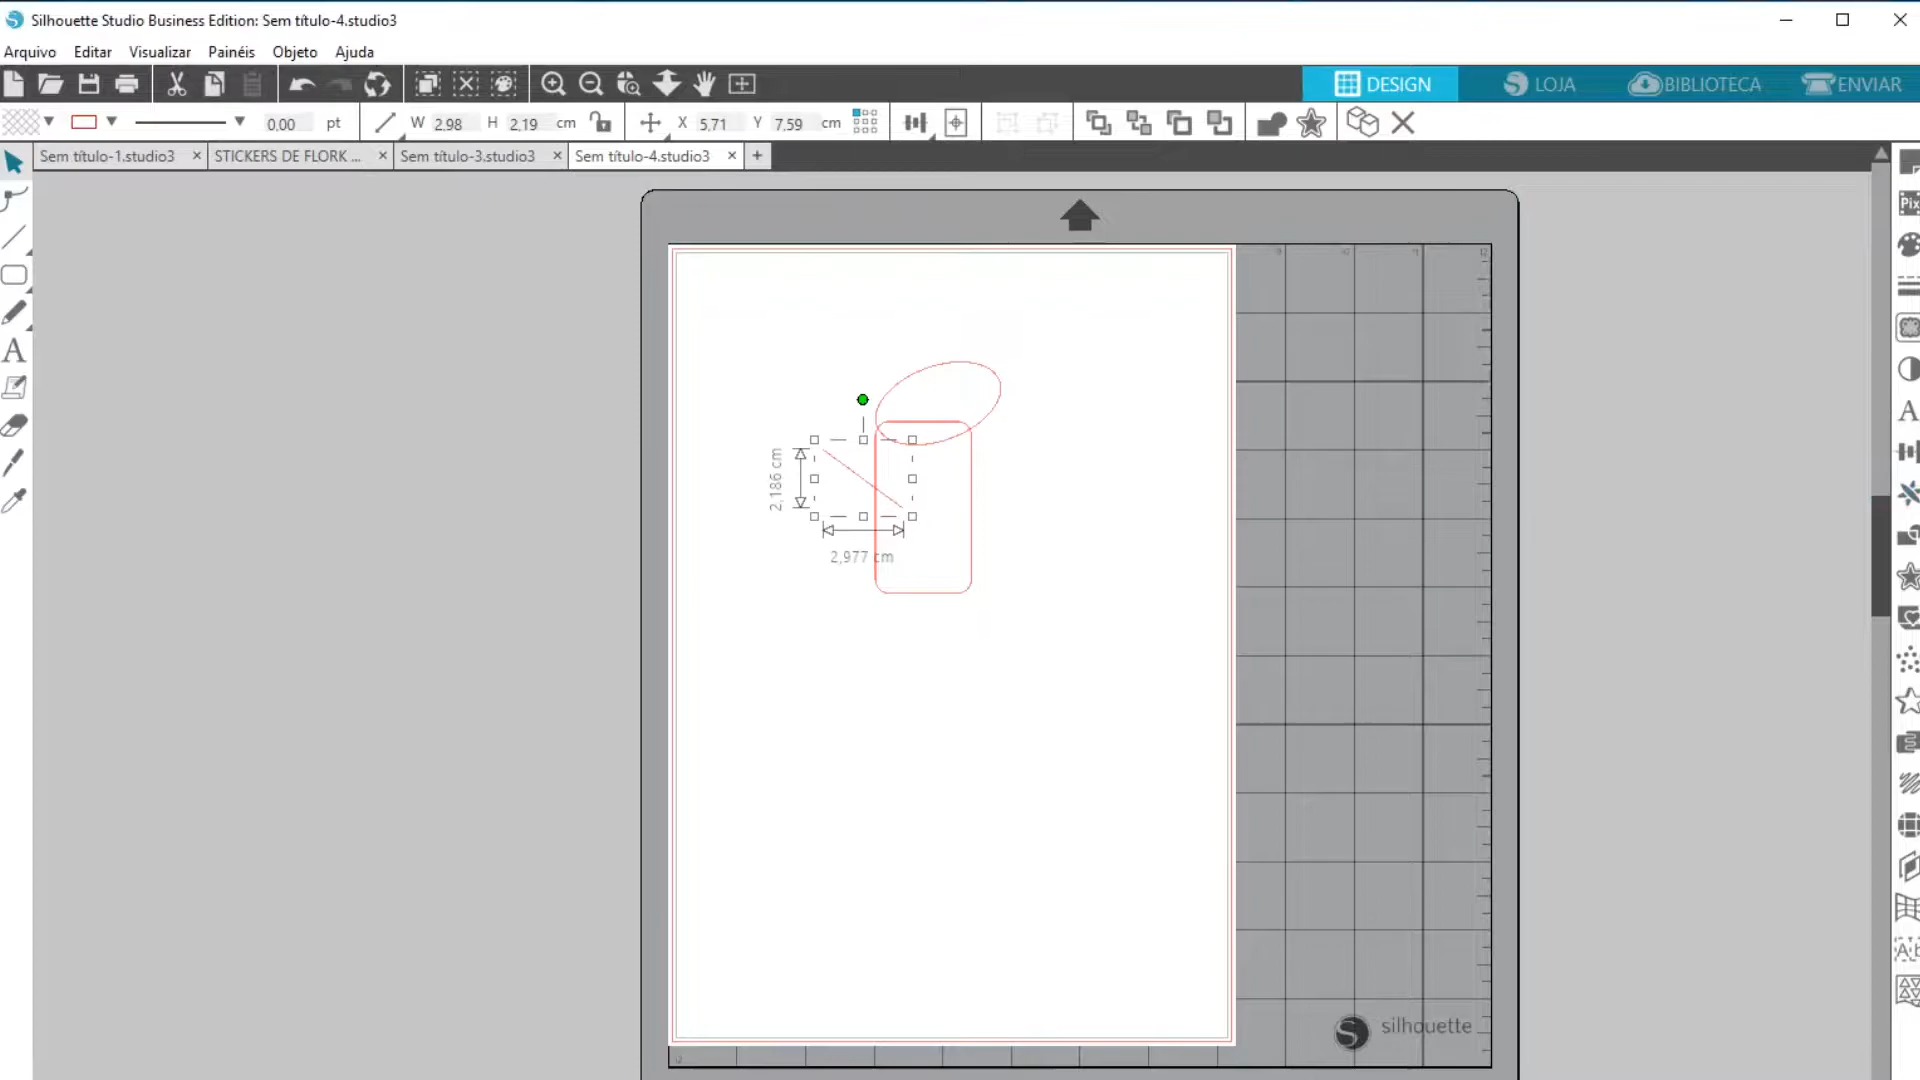 Silhouette Studio Business Edition: Sem título-4.studio3
Arquivo Editar Visualizar Painéis Objeto Ajuda
DESIGN LOJA BIBLIOTECA ENVIAR
0,00 pt W 2,98 H 2,19 cm X 5,71 Y 7,59 cm
Sem título-1.studio3 STICKERS DE FLORK ... Sem título-3.studio3 Sem título-4.studio3
Pix
2,186 cm
2,977 cm
silhouette